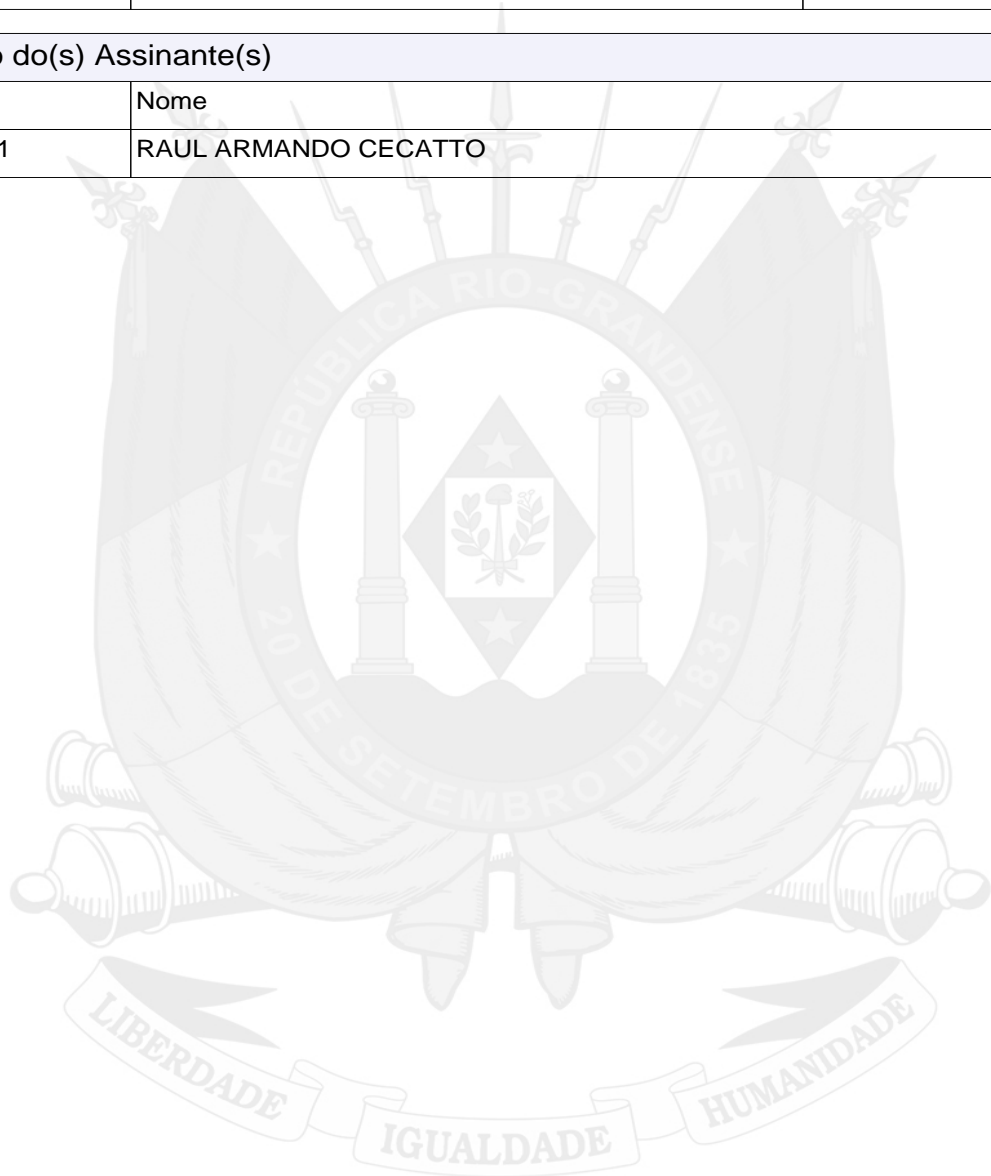 o do(s) Assinante(s)
Nome
1 RAUL ARMANDO CECATTO
REPÚBLICA RIO-GRANDENSE
20 DE SETEMBRO DE 1835
LIBERDADE IGUALDADE HUMANIDADE